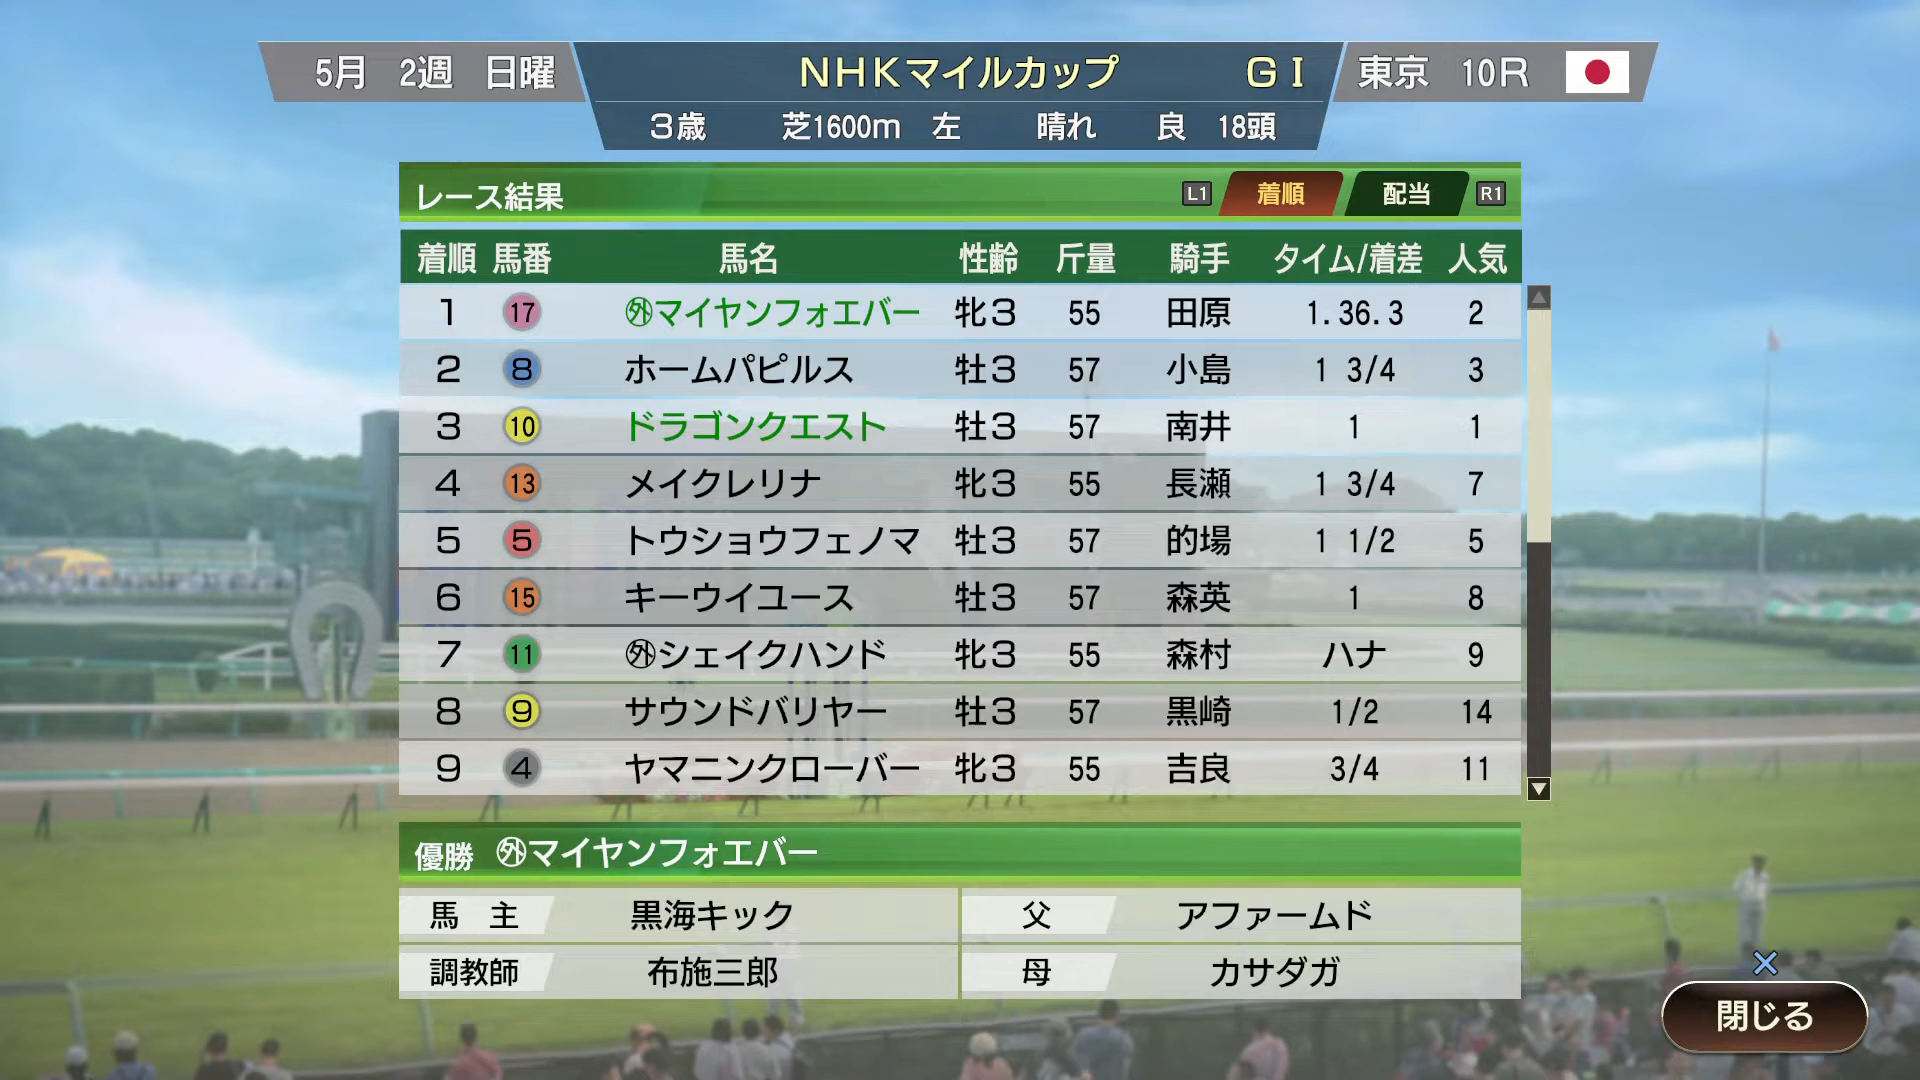 5月 2週 日曜 NHKマイルカップ GI 東京 10R
3歳 芝1600m 左 晴れ 良 18頭
レース結果 L1 着順 配当 R1
着順 馬番 馬名 性齢 斤量 騎手 タイム/着差 人気
1 17 ㊕マイヤンフォエバー 牝3 55 田原 1.36.3 2
2 8 ホームパピルス 牡3 57 小島 1 3/4 3
3 10 ドラゴンクエスト 牡3 57 南井 1 1
4 13 メイクレリナ 牝3 55 長瀬 1 3/4 7
5 5 トウショウフェノマ 牡3 57 的場 1 1/2 5
6 15 キーウイユース 牡3 57 森英 1 8
7 11 外シェイクハンド 牝3 55 森村 ハナ 9
8 9 サウンドバリヤー 牡3 57 黒崎 1/2 14
9 4 ヤマニンクローバー 牝3 55 吉良 3/4 11
優勝 外マイヤンフォエバー
馬主 黒海キック 父 アファームド
調教師 布施三郎 母 カサダガ
閉じる